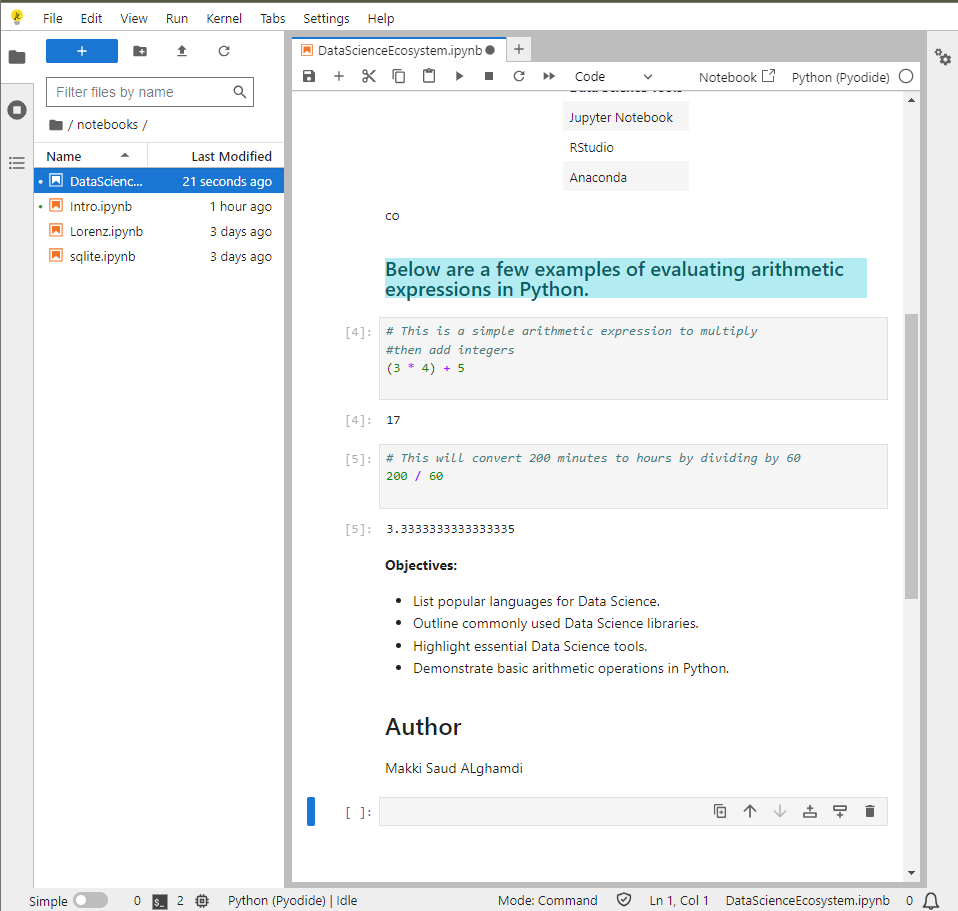 File Edit View Run Kernel Tabs Settings Help
+
Filter files by name
/ notebooks /
Name Last Modified
DataScienc... 21 seconds ago
Intro.ipynb 1 hour ago
Lorenz.ipynb 3 days ago
sqlite.ipynb 3 days ago
DataScienceEcosystem.ipynb
Code Notebook Python (Pyodide)
Data Science Tools
Jupyter Notebook
RStudio
Anaconda
co
Below are a few examples of evaluating arithmetic
expressions in Python.
[4]: # This is a simple arithmetic expression to multiply
#then add integers
(3 * 4) + 5
[4]: 17
[5]: # This will convert 200 minutes to hours by dividing by 60
200 / 60
[5]: 3.3333333333333335
Objectives:
• List popular languages for Data Science.
• Outline commonly used Data Science libraries.
• Highlight essential Data Science tools.
• Demonstrate basic arithmetic operations in Python.
Author
Makki Saud ALghamdi
[ ]:
Simple 0 2 Python (Pyodide) | Idle Mode: Command Ln 1, Col 1 DataScienceEcosystem.ipynb 0